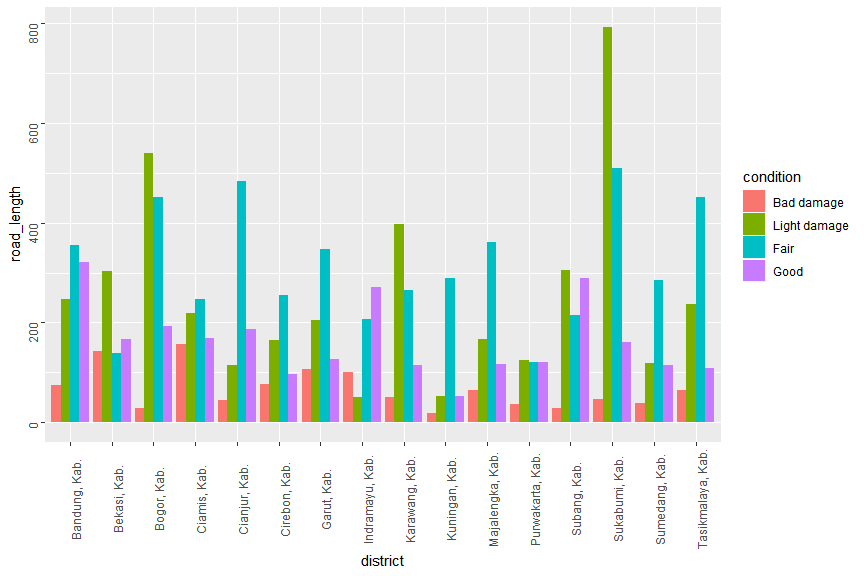 800
600
400
200
0
road_length
Bandung, Kab.
Bekasi, Kab.
Bogor, Kab.
Ciamis, Kab.
Cianjur, Kab.
Cirebon, Kab.
Garut, Kab.
Indramayu, Kab.
Karawang, Kab.
Kuningan, Kab.
Majalengka, Kab.
Purwakarta, Kab.
Subang, Kab.
Sukabumi, Kab.
Sumedang, Kab.
Tasikmalaya, Kab.
district
condition
Bad damage
Light damage
Fair
Good